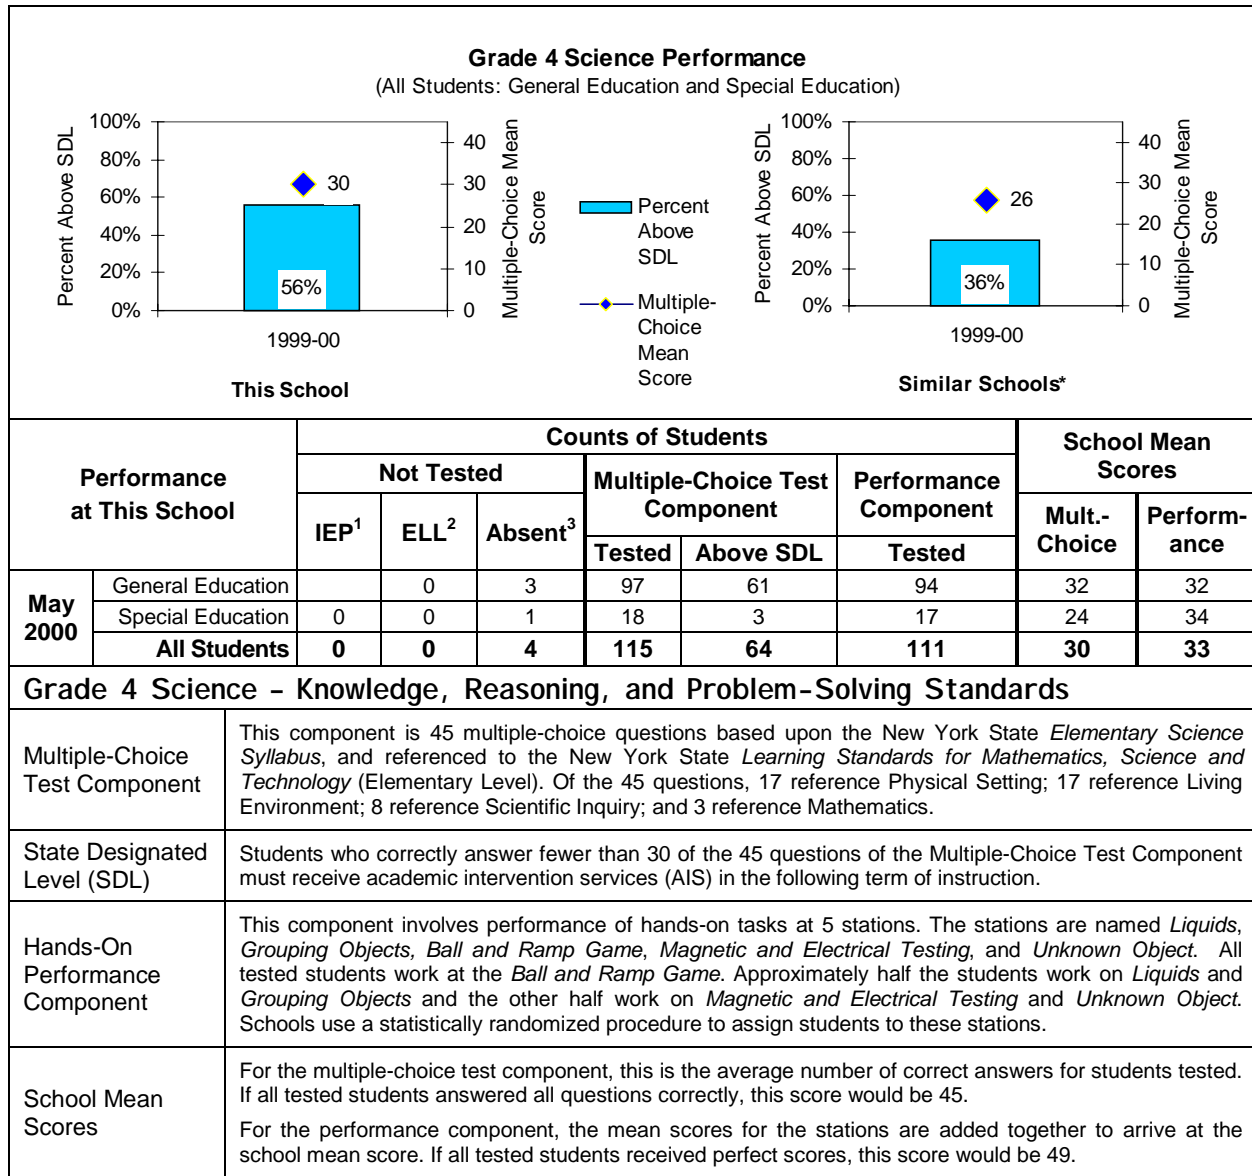 Grade 4 Science Performance
(All Students: General Education and Special Education)
Percent Above SDL
100%
80%
60%
40%
20%
0%
30
56%
1999-00
40
30
20
10
0
Multiple-Choice Mean
Score
This School
Percent
Above
SDL
Multiple-
Choice
Mean
Score
Percent Above SDL
100%
80%
60%
40%
20%
0%
26
36%
1999-00
40
30
20
10
0
Multiple-Choice Mean
Score
Similar Schools*
Performance
at This School
Counts of Students
School Mean
Scores
Not Tested
Multiple-Choice Test
Component
Performance
Component
IEP1 ELL2 Absent3
Tested Above SDL Tested
Mult.-
Choice
Perform-
ance
May
2000
General Education 0 3 97 61 94 32 32
Special Education 0 0 1 18 3 17 24 34
All Students 0 0 4 115 64 111 30 33
Grade 4 Science – Knowledge, Reasoning, and Problem-Solving Standards
Multiple-Choice
Test Component
This component is 45 multiple-choice questions based upon the New York State Elementary Science
Syllabus, and referenced to the New York State Learning Standards for Mathematics, Science and
Technology (Elementary Level). Of the 45 questions, 17 reference Physical Setting; 17 reference Living
Environment; 8 reference Scientific Inquiry; and 3 reference Mathematics.
State Designated
Level (SDL)
Students who correctly answer fewer than 30 of the 45 questions of the Multiple-Choice Test Component
must receive academic intervention services (AIS) in the following term of instruction.
Hands-On
Performance
Component
This component involves performance of hands-on tasks at 5 stations. The stations are named Liquids,
Grouping Objects, Ball and Ramp Game, Magnetic and Electrical Testing, and Unknown Object. All
tested students work at the Ball and Ramp Game. Approximately half the students work on Liquids and
Grouping Objects and the other half work on Magnetic and Electrical Testing and Unknown Object.
Schools use a statistically randomized procedure to assign students to these stations.
School Mean
Scores
For the multiple-choice test component, this is the average number of correct answers for students tested.
If all tested students answered all questions correctly, this score would be 45.
For the performance component, the mean scores for the stations are added together to arrive at the
school mean score. If all tested students received perfect scores, this score would be 49.